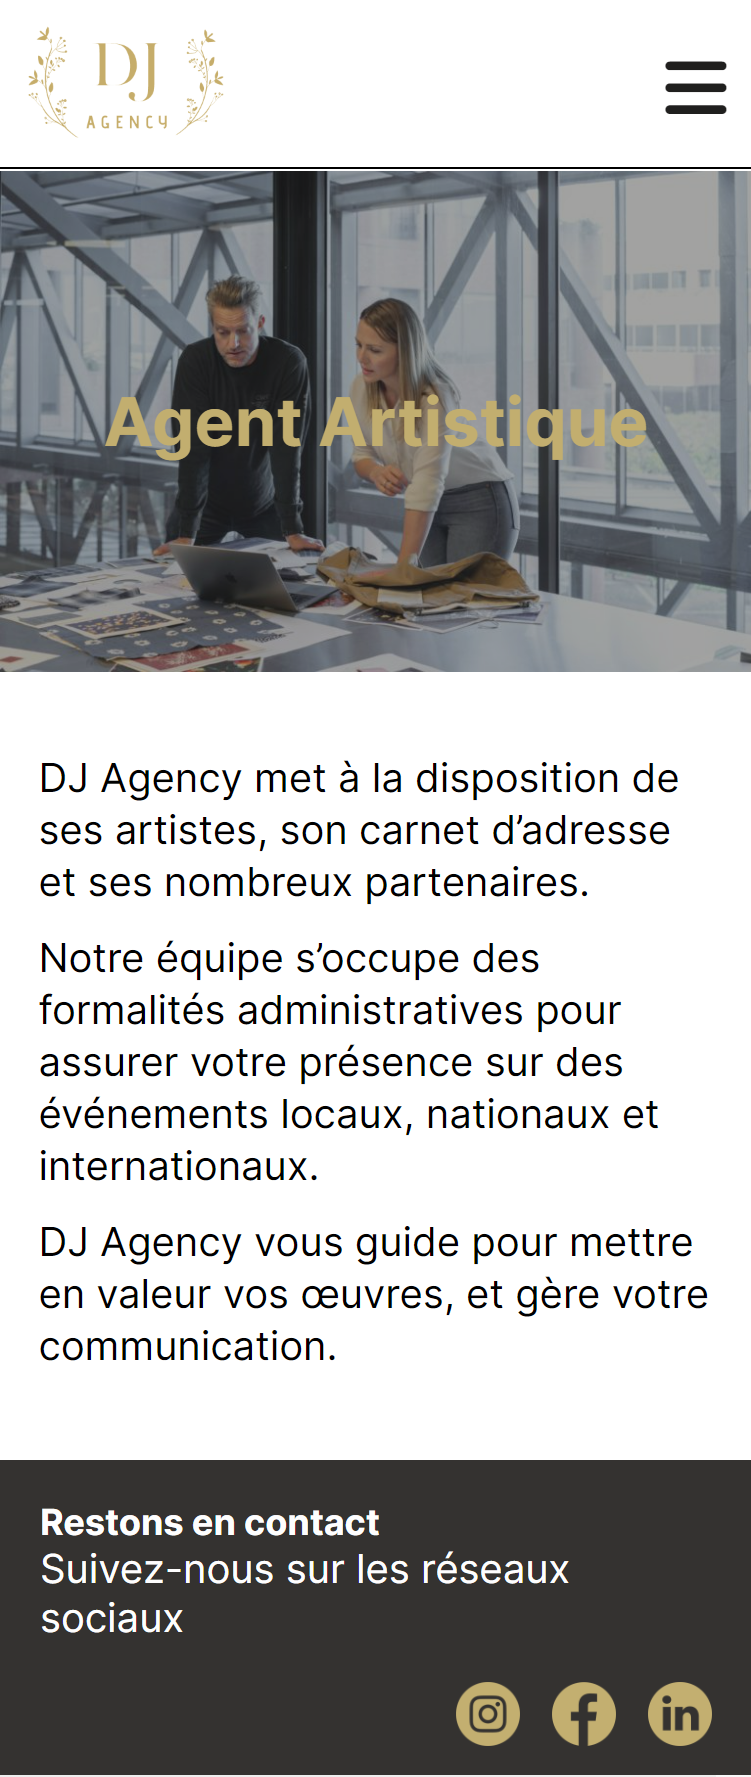 DJ
AGENCY
Agent Artistique
DJ Agency met à la disposition de
ses artistes, son carnet d’adresse
et ses nombreux partenaires.
Notre équipe s’occupe des
formalités administratives pour
assurer votre présence sur des
événements locaux, nationaux et
internationaux.
DJ Agency vous guide pour mettre
en valeur vos œuvres, et gère votre
communication.
Restons en contact
Suivez-nous sur les réseaux
sociaux